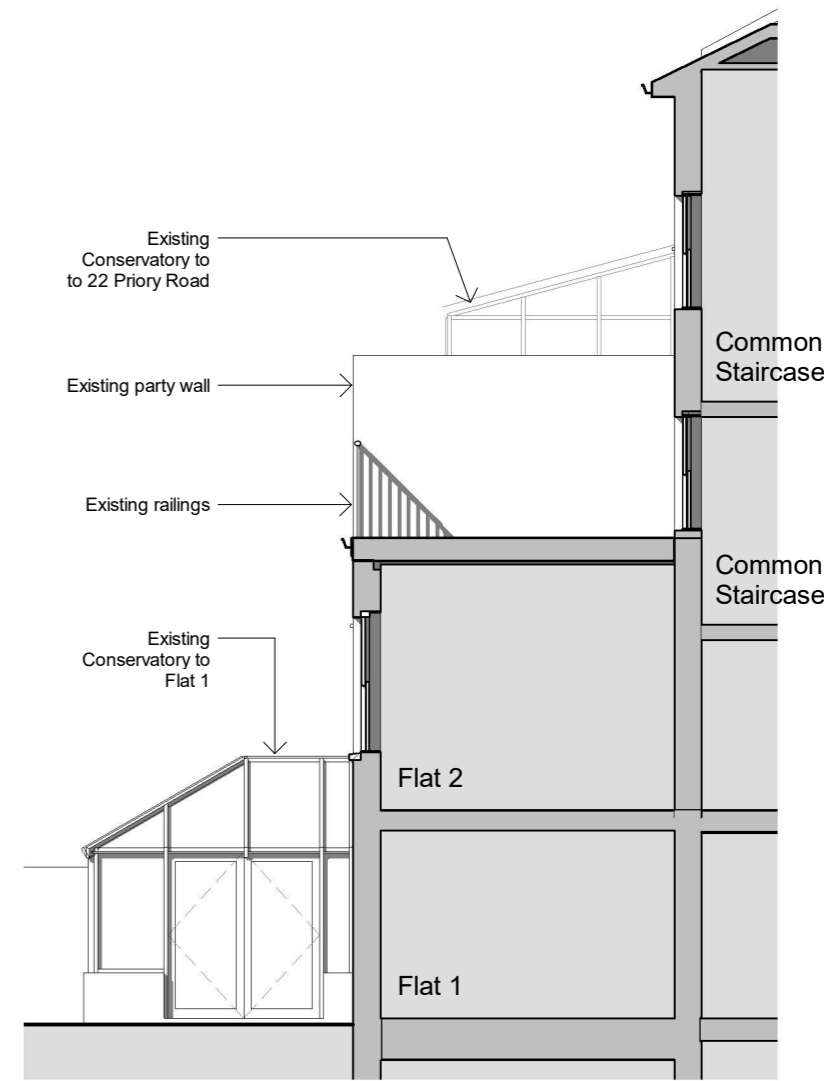 Existing
Conservatory to
to 22 Priory Road
Common
Staircase
Existing party wall
Existing railings
Common
Staircase
Existing
Conservatory to
Flat 1
Flat 2
Flat 1